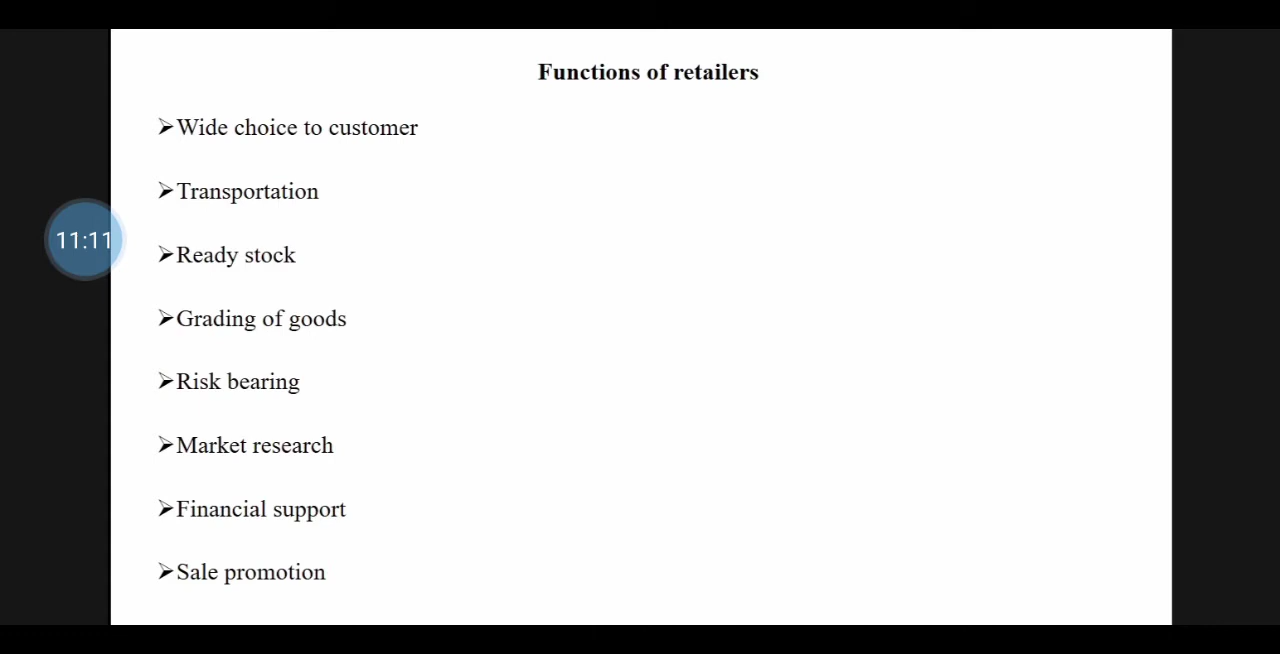 Functions of retailers
➢Wide choice to customer
➢Transportation
11:11
➢Ready stock
➢Grading of goods
➢Risk bearing
➢Market research
➢Financial support
➢Sale promotion